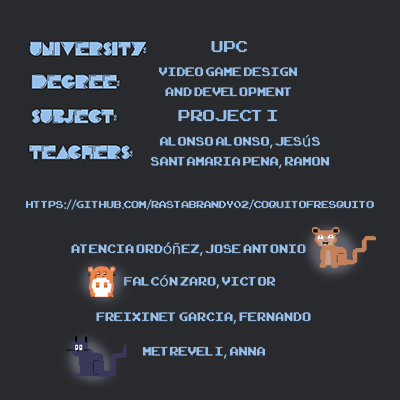 UNIVERSITY: UPC
DEGREE: VIDEO GAME DESIGN
AND DEVELOPMENT
SUBJECT: PROJECT I
TEACHERS: ALONSO ALONSO, JESÚS
SANTAMARIA PENA, RAMON
HTTPS://GITHUB.COM/RASTABRANDY02/COQUITOFRESQUITO
ATENCIA ORDÓÑEZ, JOSE ANTONIO
FALCÓN ZARO, VICTOR
FREIXINET GARCIA, FERNANDO
METREVELI, ANNA